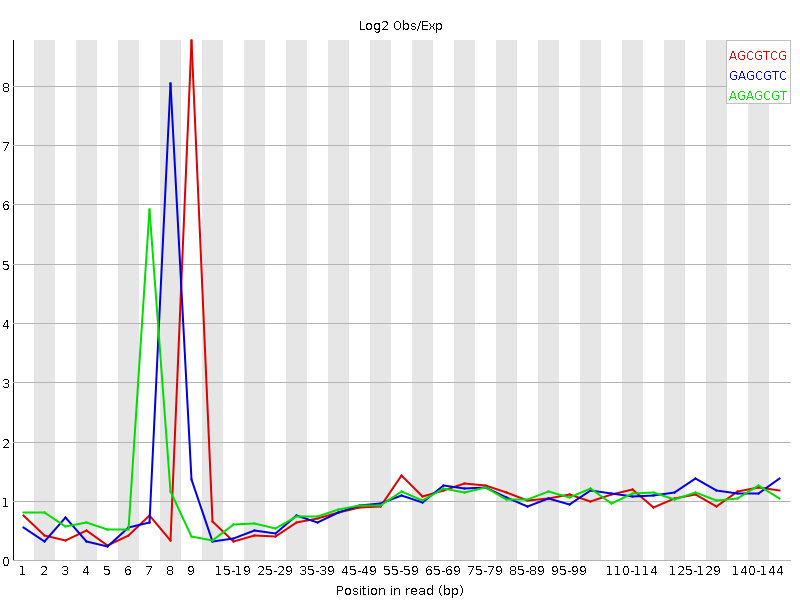 Log2 Obs/Exp
AGCGTCG
GAGCGTC
AGAGCGT
8
7
6
5
4
3
2
1
0
1 2 3 4 5 6 7 8 9 15-19 25-29 35-39 45-49 55-59 65-69 75-79 85-89 95-99 110-114 125-129 140-144
Position in read (bp)